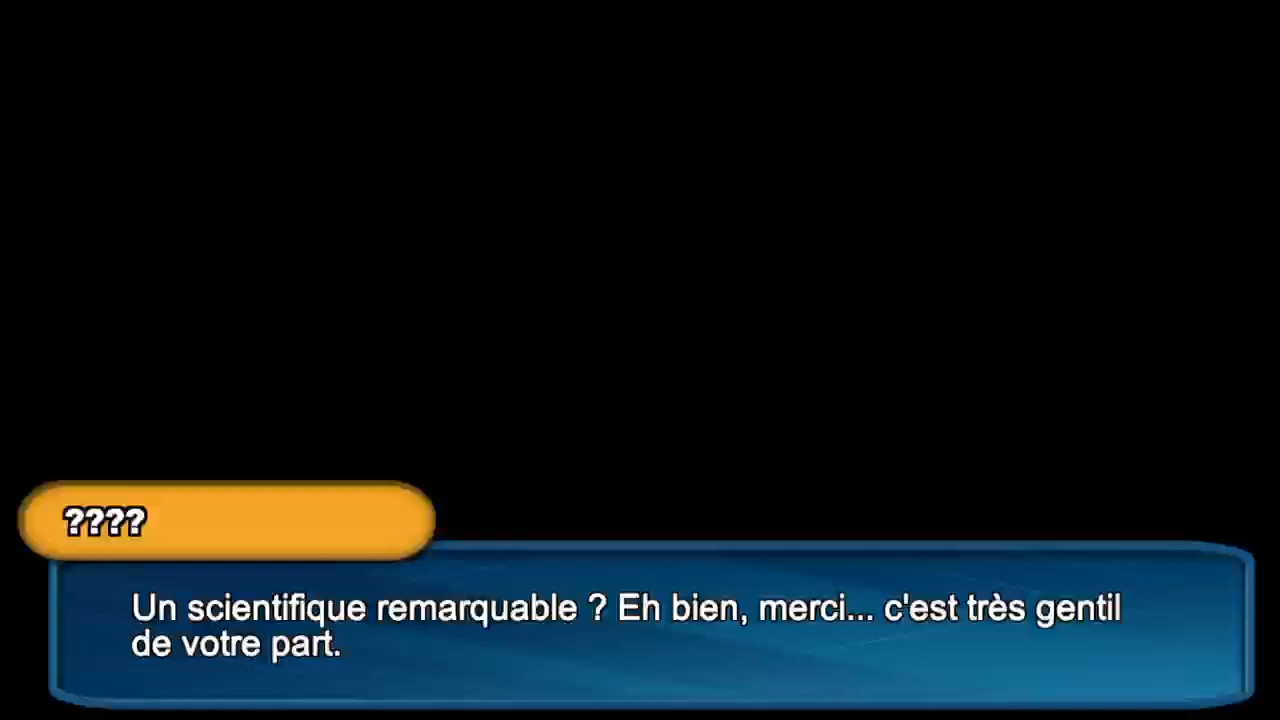 ????
Un scientifique remarquable ? Eh bien, merci... c'est très gentil
de votre part.